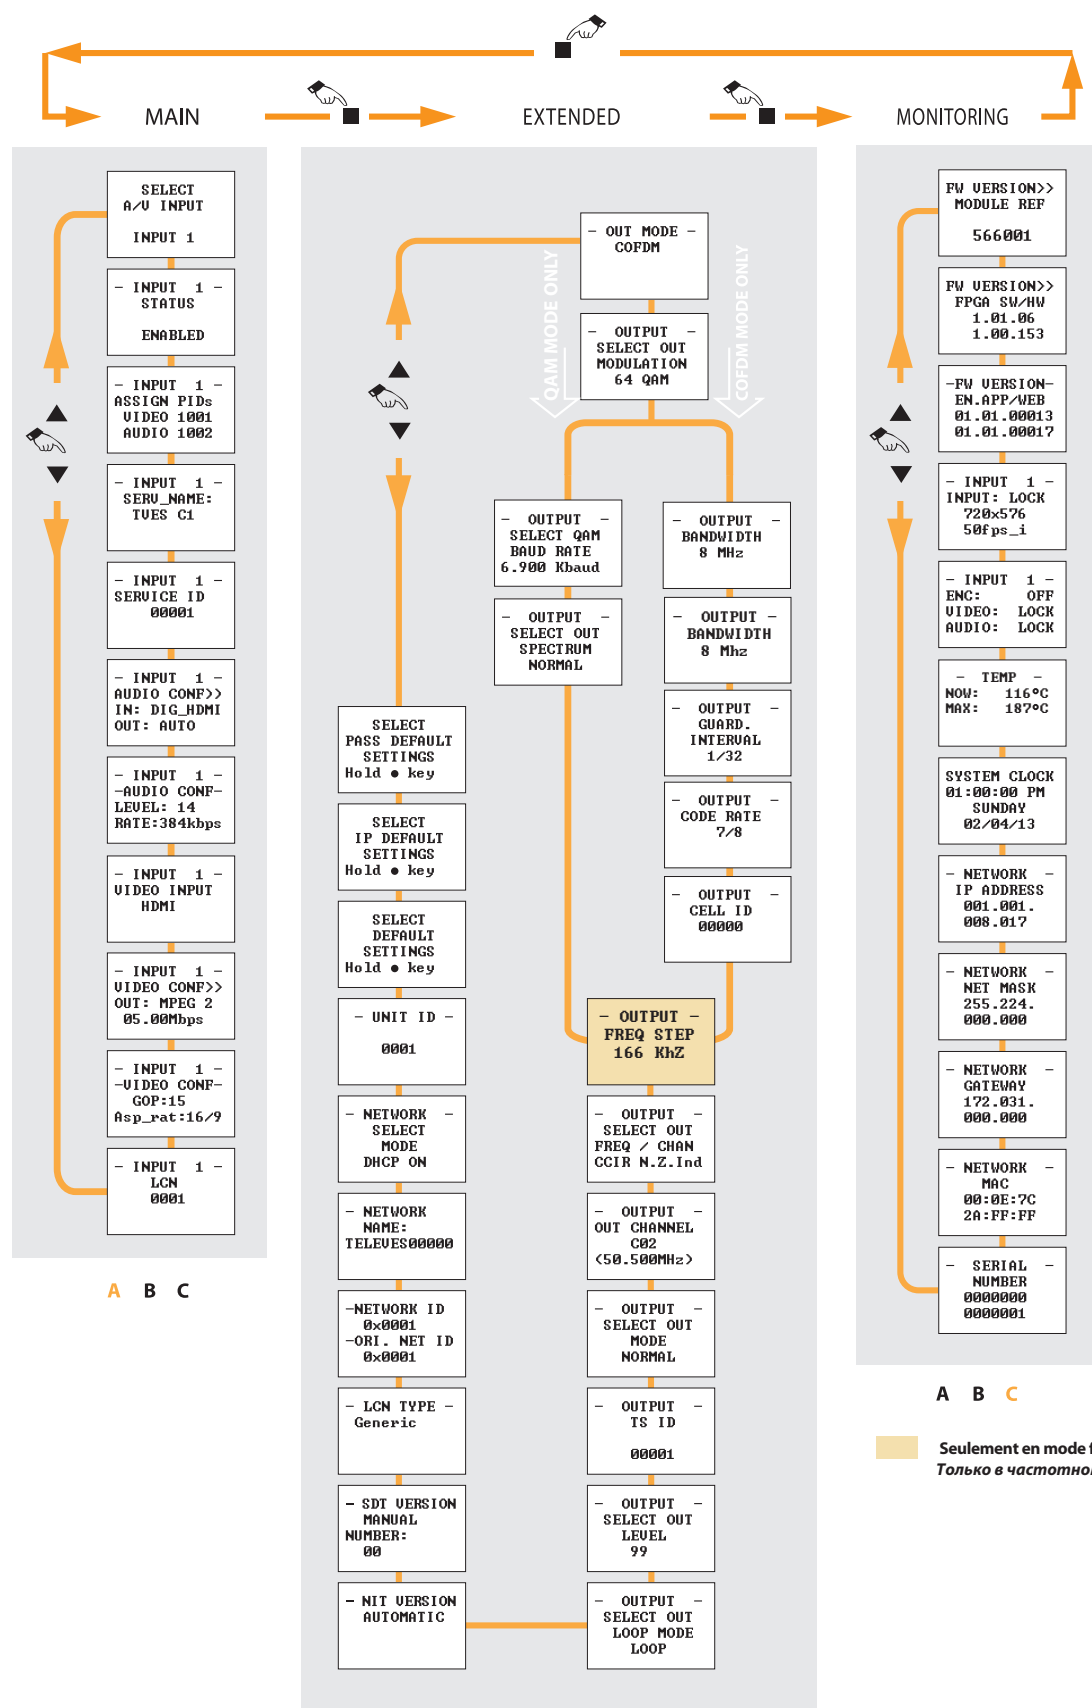 MAIN
EXTENDED
MONITORING
SELECT
A/V INPUT
INPUT 1
- INPUT 1 -
STATUS
ENABLED
- INPUT 1 -
ASSIGN PIDs
VIDEO 1001
AUDIO 1002
- INPUT 1 -
SERV_NAME:
TVES C1
- INPUT 1 -
SERVICE ID
00001
- INPUT 1 -
AUDIO CONF>>
IN: DIG_HDMI
OUT: AUTO
- INPUT 1 -
-AUDIO CONF-
LEVEL: 14
RATE:384kbps
- INPUT 1 -
VIDEO INPUT
HDMI
- INPUT 1 -
VIDEO CONF>>
OUT: MPEG 2
05.00Mbps
- INPUT 1 -
-VIDEO CONF-
GOP:15
Asp_rat:16/9
- INPUT 1 -
LCN
0001
A B C
- OUT MODE -
COFDM
QAM MODE ONLY
COFDM MODE ONLY
- OUTPUT -
SELECT OUT
MODULATION
64 QAM
- OUTPUT -
SELECT QAM
BAUD RATE
6.900 Kbaud
- OUTPUT -
SELECT OUT
SPECTRUM
NORMAL
- OUTPUT -
BANDWIDTH
8 MHz
- OUTPUT -
BANDWIDTH
8 Mhz
- OUTPUT -
GUARD.
INTERVAL
1/32
- OUTPUT -
CODE RATE
7/8
- OUTPUT -
CELL ID
00000
SELECT
PASS DEFAULT
SETTINGS
Hold ● key
SELECT
IP DEFAULT
SETTINGS
Hold ● key
SELECT
DEFAULT
SETTINGS
Hold ● key
- UNIT ID -
0001
- NETWORK -
SELECT
MODE
DHCP ON
- NETWORK
NAME:
TELEVES00000
-NETWORK ID
0x0001
-ORI. NET ID
0x0001
- LCN TYPE -
Generic
- SDT VERSION
MANUAL
NUMBER:
00
- NIT VERSION
AUTOMATIC
- OUTPUT -
FREQ STEP
166 KhZ
- OUTPUT -
SELECT OUT
FREQ / CHAN
CCIR N.Z.Ind
- OUTPUT -
OUT CHANNEL
C02
(50.500MHz)
- OUTPUT -
SELECT OUT
MODE
NORMAL
- OUTPUT -
TS ID
00001
- OUTPUT -
SELECT OUT
LEVEL
99
- OUTPUT -
SELECT OUT
LOOP MODE
LOOP
FW VERSION>>
MODULE REF
566001
FW VERSION>>
FPGA SW/HW
1.01.06
1.00.153
-FW VERSION-
EN.APP/WEB
01.01.00013
01.01.00017
- INPUT 1 -
INPUT: LOCK
720x576
50fps_i
- INPUT 1 -
ENC: OFF
VIDEO: LOCK
AUDIO: LOCK
- TEMP -
NOW: 116ºC
MAX: 187ºC
SYSTEM CLOCK
01:00:00 PM
SUNDAY
02/04/13
- NETWORK -
IP ADDRESS
001.001.
008.017
- NETWORK -
NET MASK
255.224.
000.000
- NETWORK -
GATEWAY
172.031.
000.000
- NETWORK -
MAC
00:0E:7C
2A:FF:FF
- SERIAL -
NUMBER
0000000
0000001
A B C
Seulement en mode f
Только в частотно